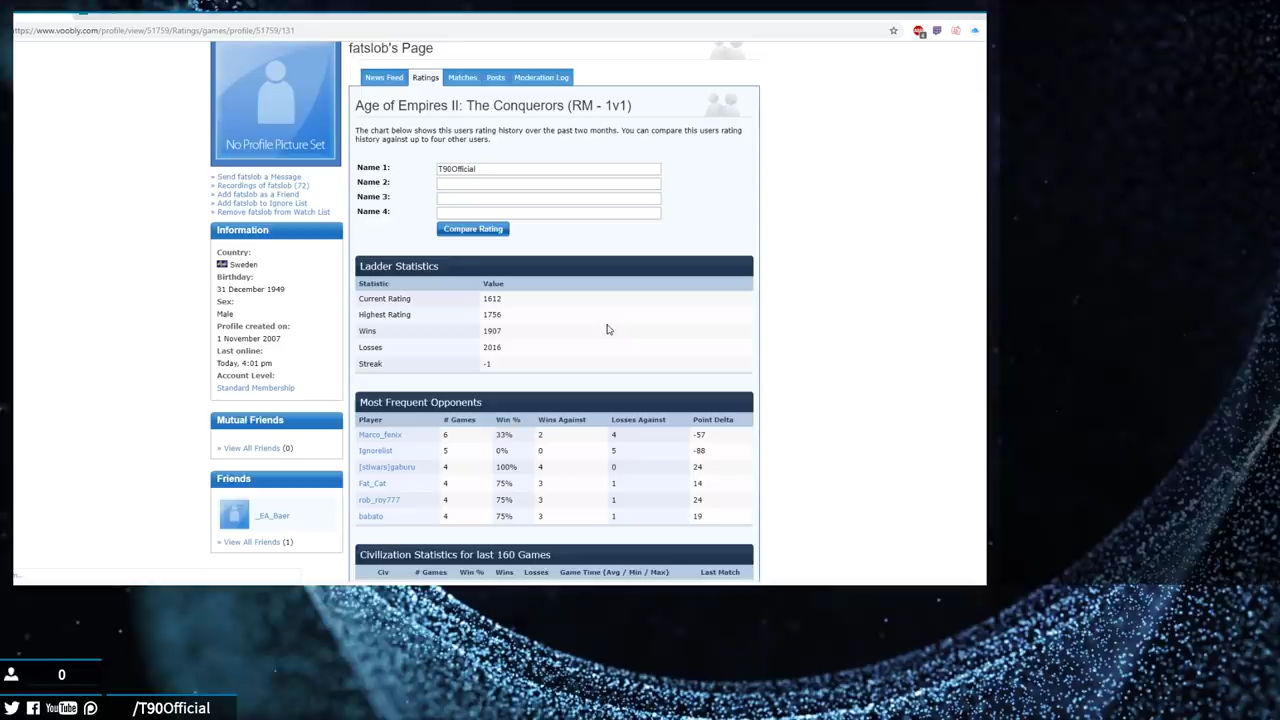 ttps://www.voobly.com/profile/view/51759/Ratings/games/profile/51759/131
fatslob's Page
News Feed Ratings Matches Posts Moderation Log
No Profile Picture Set
» Send fatslob a Message
» Recordings of fatslob (72)
» Add fatslob as a Friend
» Add fatslob to Ignore List
» Remove fatslob from Watch List
Information
Country:
Sweden
Birthday:
31 December 1949
Sex:
Male
Profile created on:
1 November 2007
Last online:
Today, 4:01 pm
Account Level:
Standard Membership
Mutual Friends
» View All Friends (0)
Friends
_EA_Baer
» View All Friends (1)
Age of Empires II: The Conquerors (RM - 1v1)
The chart below shows this users rating history over the past two months. You can compare this users rating
history against up to four other users.
Name 1: T90Official
Name 2:
Name 3:
Name 4:
Compare Rating
Ladder Statistics
Statistic Value
Current Rating 1612
Highest Rating 1756
Wins 1907
Losses 2016
Streak -1
Most Frequent Opponents
Player # Games Win % Wins Against Losses Against Point Delta
Marco_fenix 6 33% 2 4 -57
Ignorelist 5 0% 0 5 -88
[stlwars]gaburu 4 100% 4 0 24
Fat_Cat 4 75% 3 1 14
rob_roy777 4 75% 3 1 24
babato 4 75% 3 1 19
Civilization Statistics for last 160 Games
Civ # Games Win % Wins Losses Game Time (Avg / Min / Max) Last Match
0
YouTube /T90Official